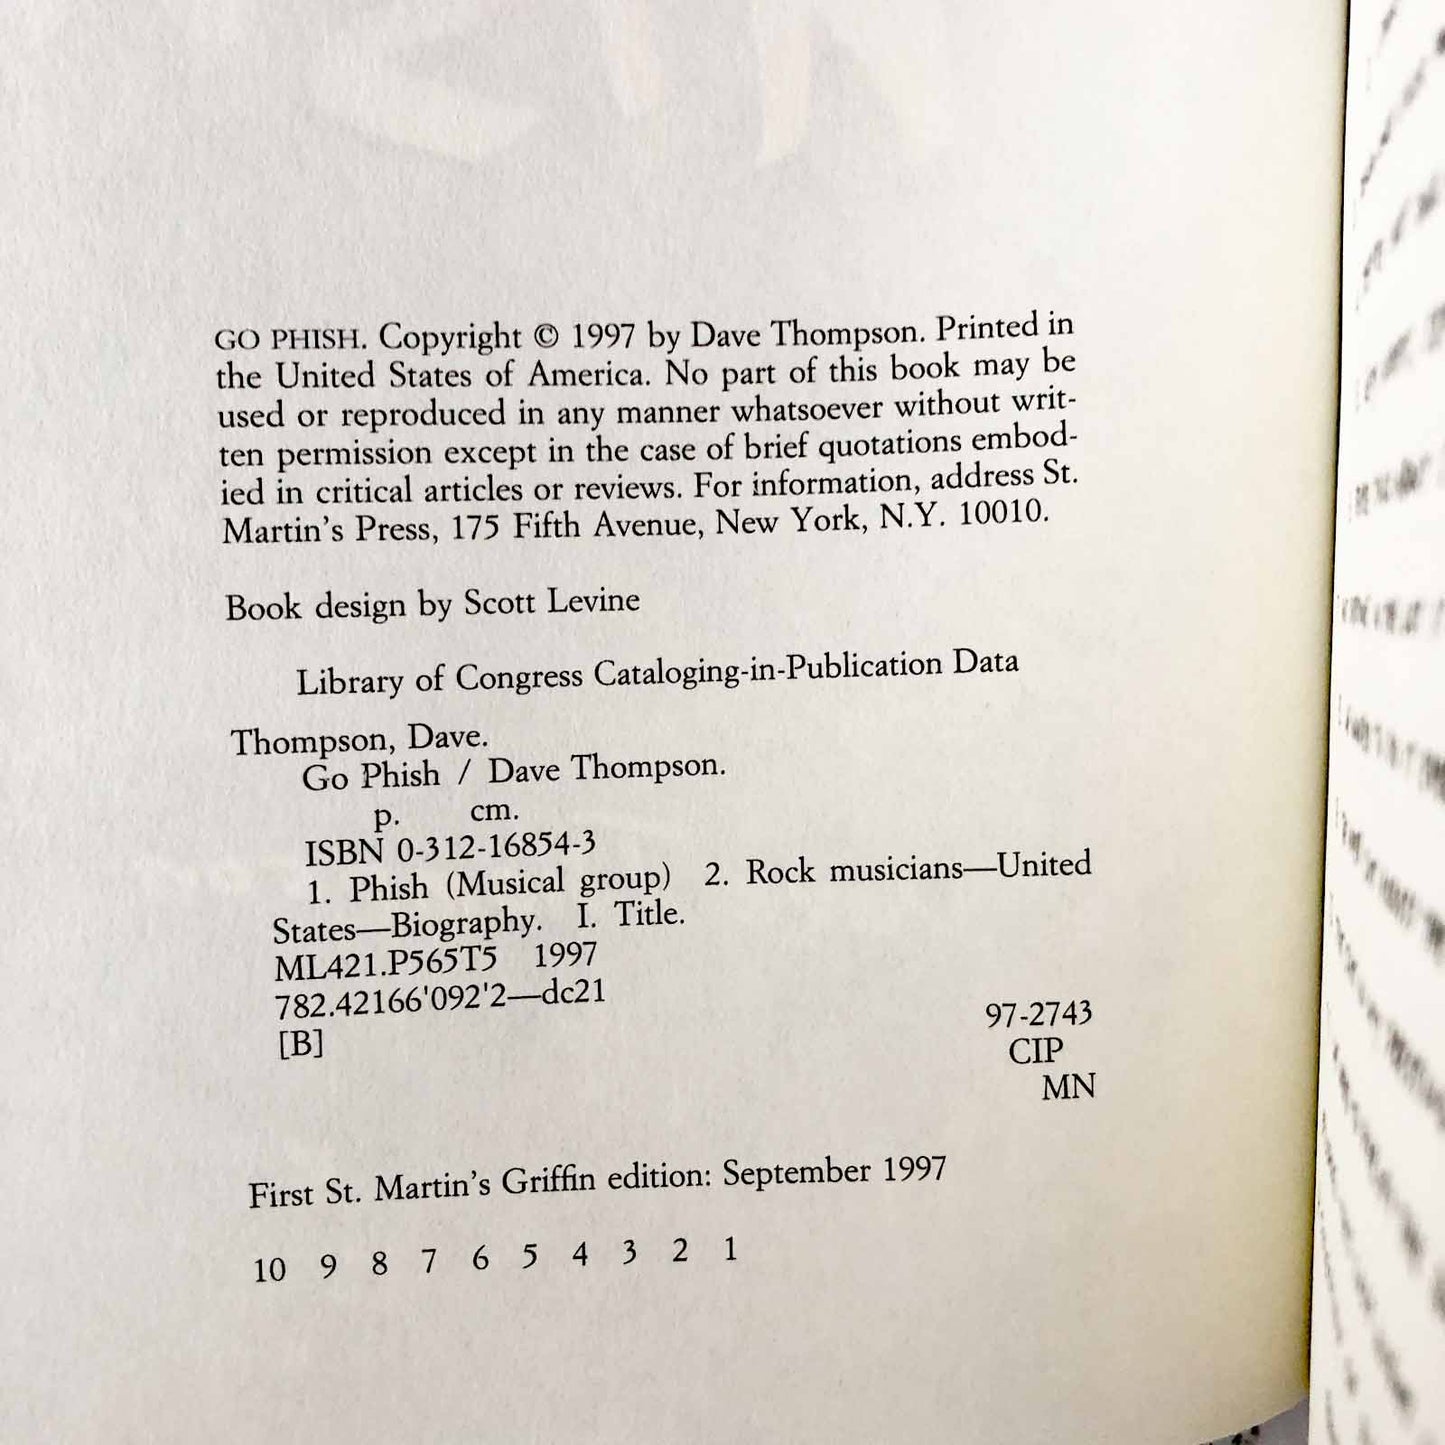 GO PHISH. Copyright © 1997 by Dave Thompson. Printed in
the United States of America. No part of this book may be
used or reproduced in any manner whatsoever without writ-
ten permission except in the case of brief quotations embod-
ied in critical articles or reviews. For information, address St.
Martin's Press, 175 Fifth Avenue, New York, N.Y. 10010.
Book design by Scott Levine
Library of Congress Cataloging-in-Publication Data
Thompson, Dave.
Go Phish / Dave Thompson.
p. cm.
ISBN 0-312-16854-3
1. Phish (Musical group) 2. Rock musicians—United
States—Biography. I. Title.
ML421.P565T5 1997
782.42166'092'2—dc21
[B]
97-2743
CIP
MN
First St. Martin's Griffin edition: September 1997
10 9 8 7 6 5 4 3 2 1